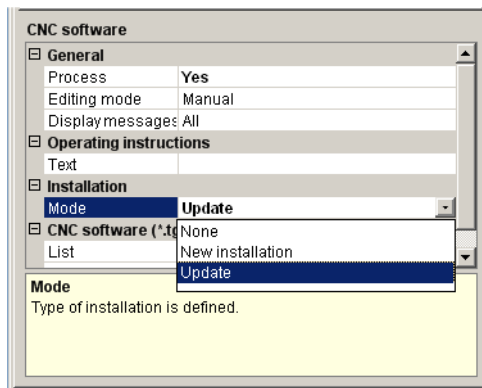 CNC software
General
Process Yes
Editing mode Manual
Display messages All
Operating instructions
Text
Installation
Mode Update
CNC software (*.tg
None
List New installation
Update
Mode
Type of installation is defined.